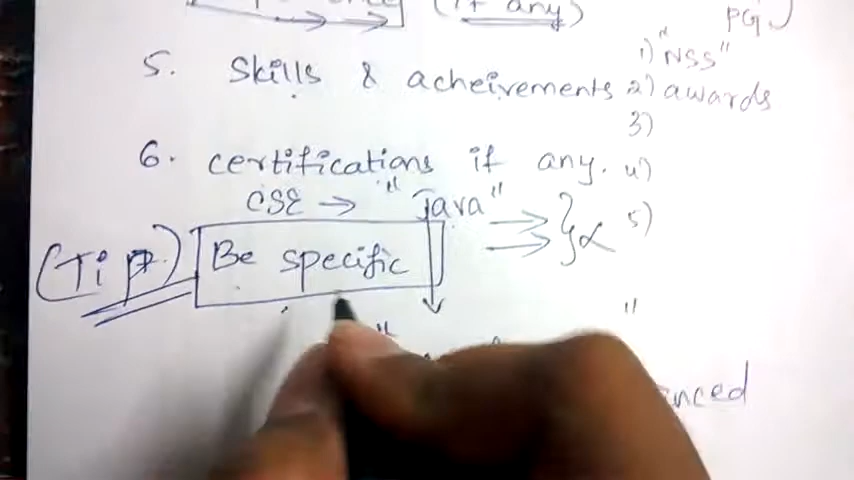 (if any)
PG
5. Skills & acheivements 1) "NSS"
2) awards
3)
6. certifications if any. 4)
CSE → "Java" 5)
(Tip) Be specific